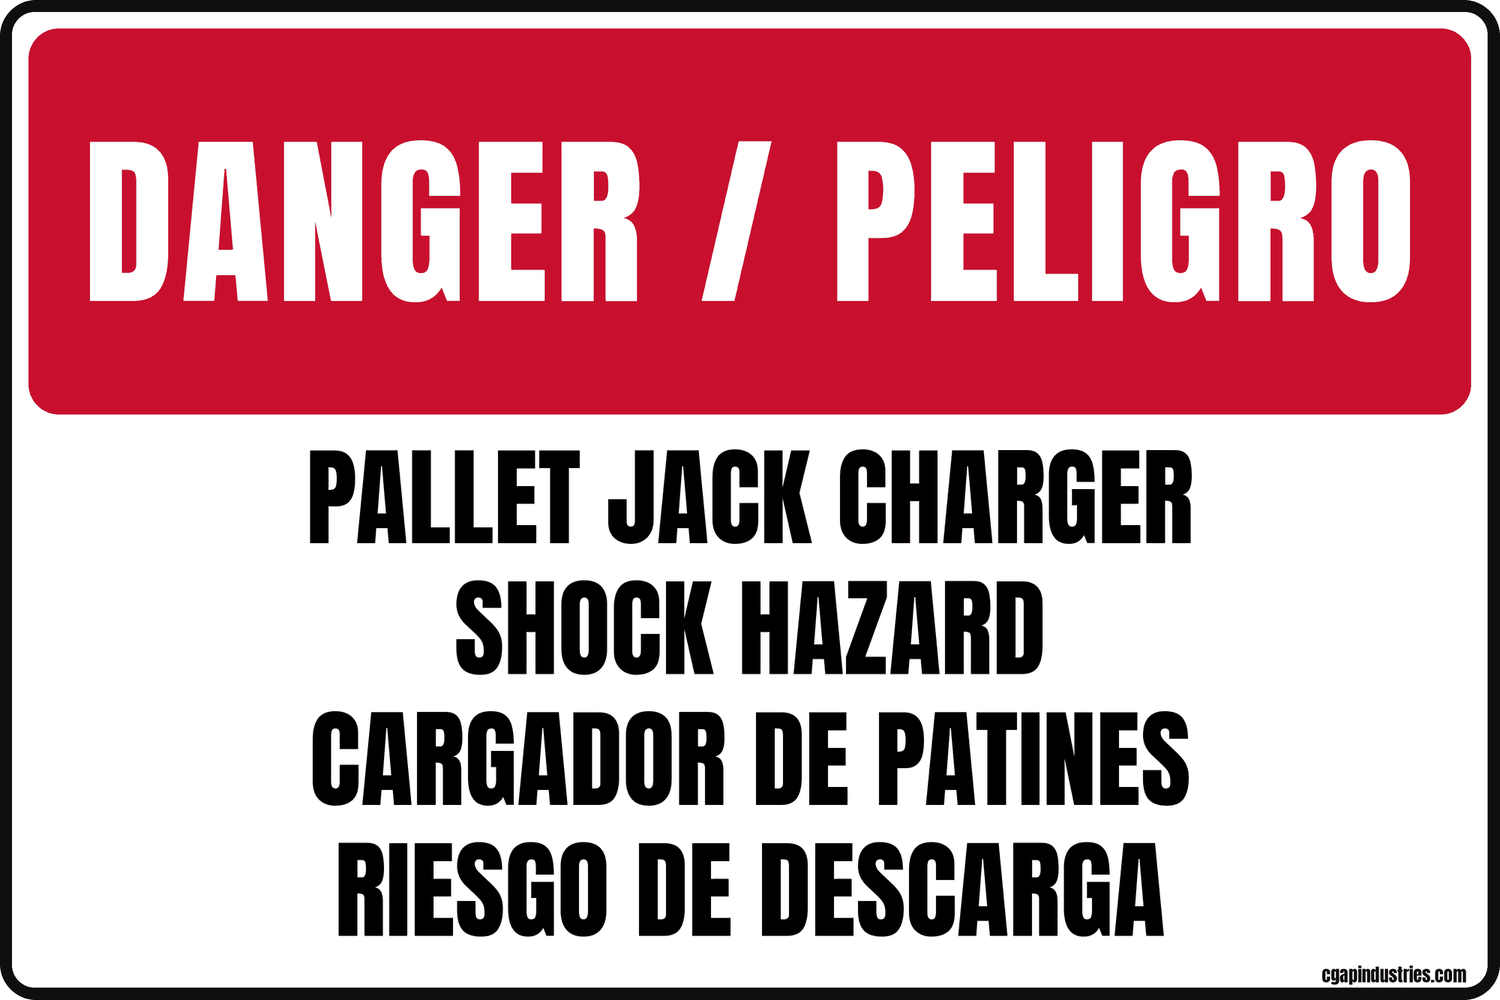 DANGER / PELIGRO
PALLET JACK CHARGER
SHOCK HAZARD
CARGADOR DE PATINES
RIESGO DE DESCARGA
cgapindustries.com